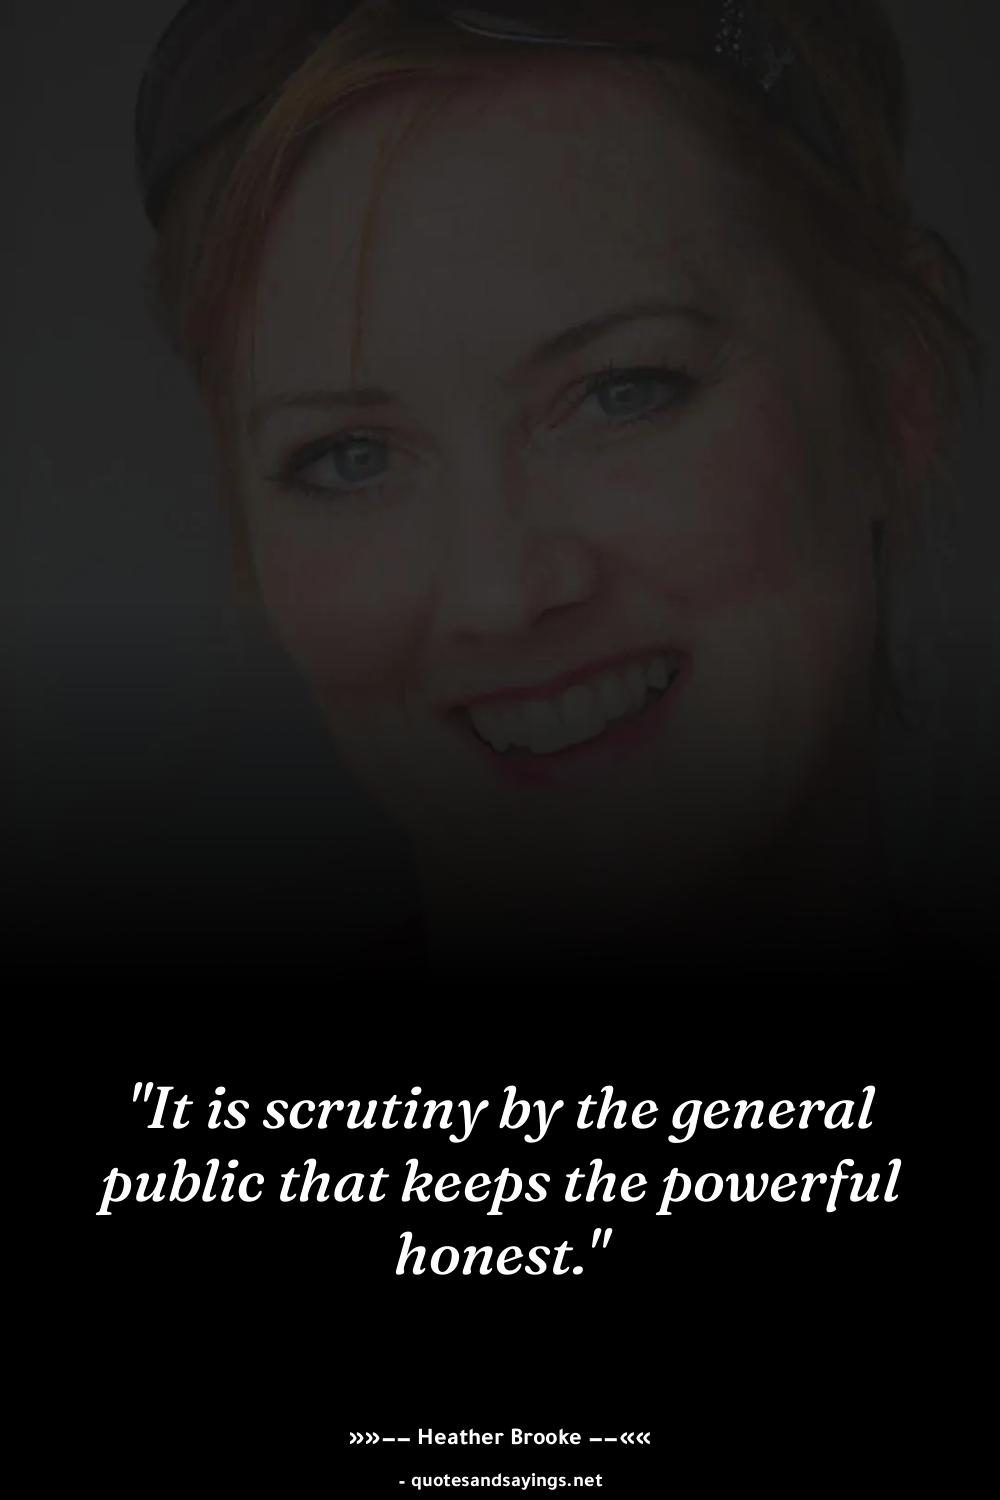 "It is scrutiny by the general
public that keeps the powerful
honest."
»»–– Heather Brooke ––««
- quotesandsayings.net